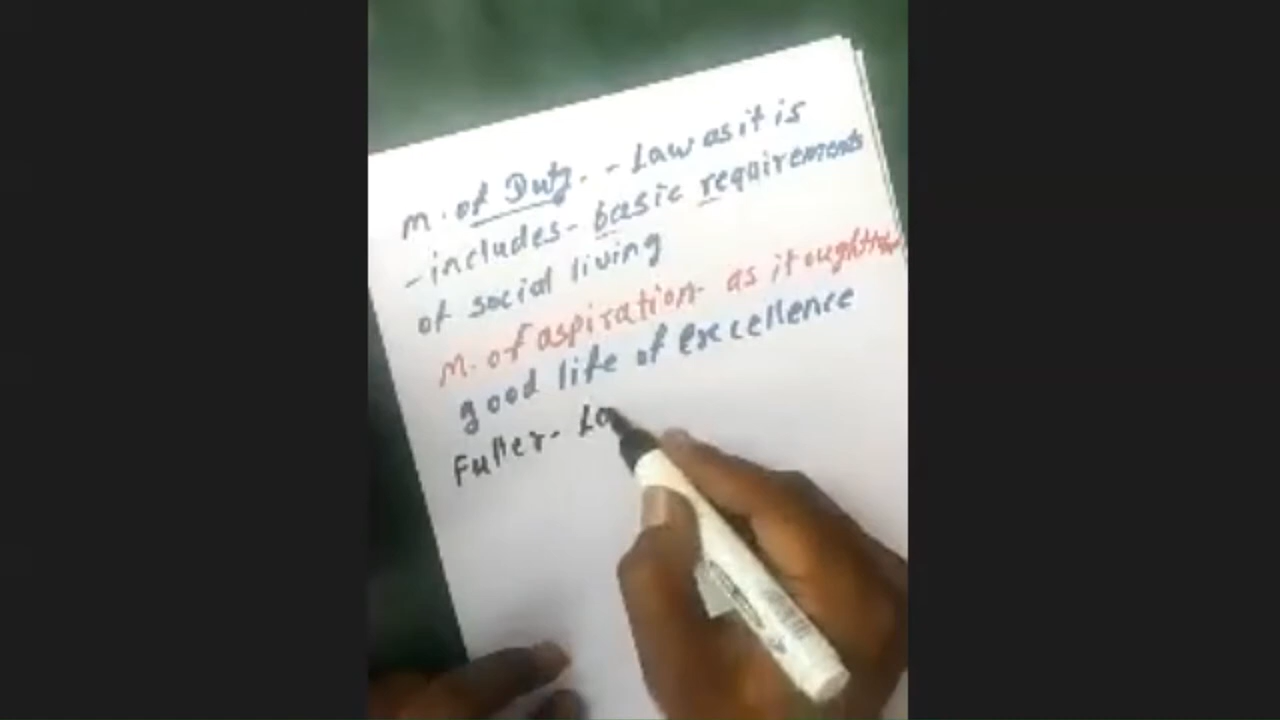 m. of Duty. - Law as it is
- includes - basic requirements
of social living
m. of aspiration - as it ought
good life of excellence
Fuller - La